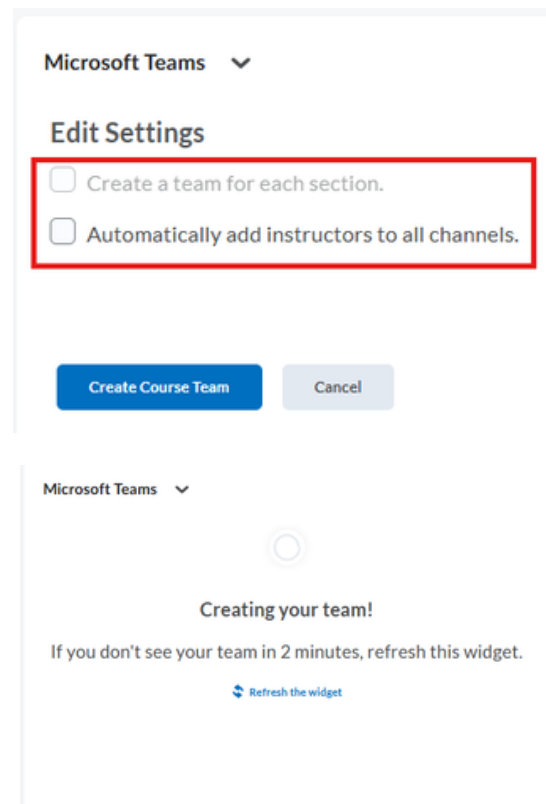 Microsoft Teams
Edit Settings
Create a team for each section.
Automatically add instructors to all channels.
Create Course Team
Cancel
Microsoft Teams
Creating your team!
If you don't see your team in 2 minutes, refresh this widget.
Refresh the widget